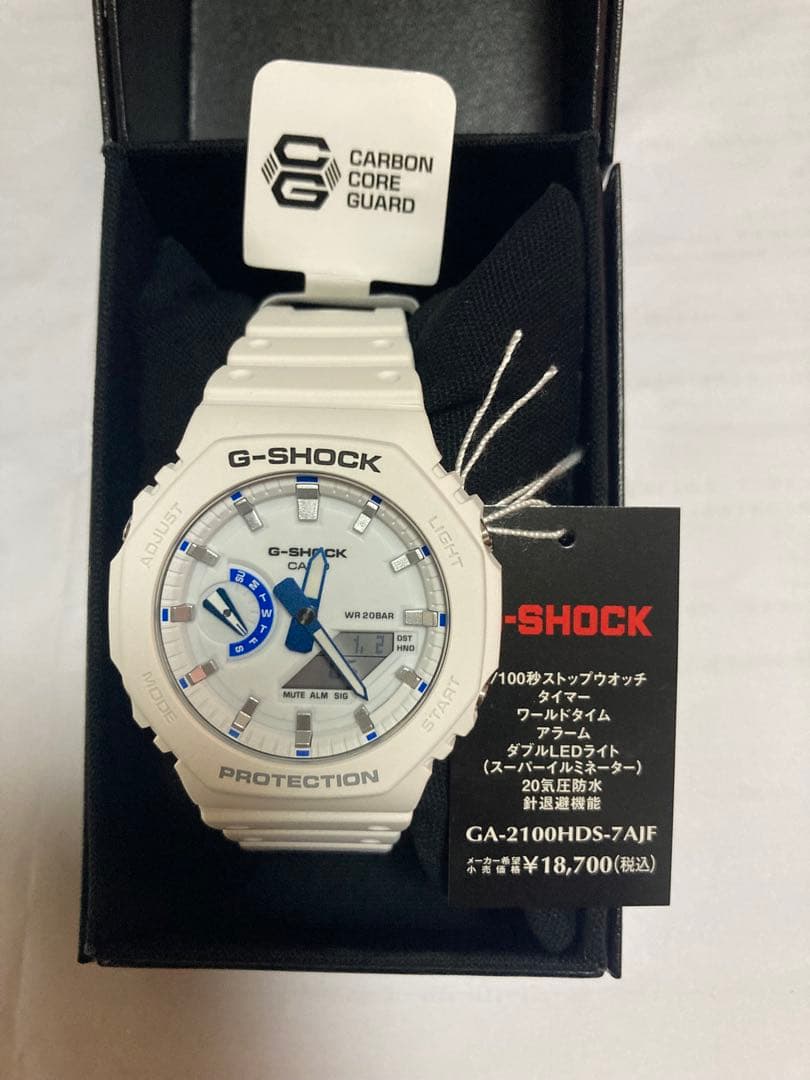 CG
CARBON
CORE
GUARD
G-SHOCK
ADJUST
LIGHT
G-SHOCK
SU
M
T
W
T
F
S
WR 20BAR
DST
HND
MUTE ALM SIG
MODE
START
PROTECTION
-SHOCK
/100秒ストップウオッチ
タイマー
ワールドタイム
アラーム
ダブルLEDライト
(スーパーイルミネーター)
20気圧防水
針退避機能
GA-2100HDS-7AJF
メーカー希望
小売価格 ¥18,700(税込)